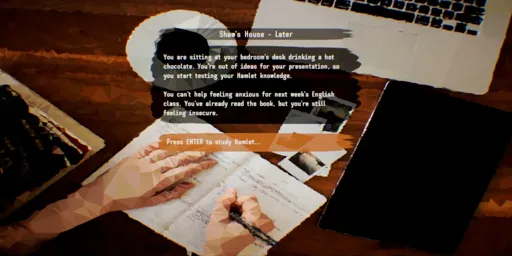 Shaw's House - Later
You are sitting at your bedroom's desk drinking a hot
chocolate. You're out of ideas for your presentation, so
you start testing your Hamlet knowledge.
You can't help feeling anxious for next week's English
class. You've already read the book, but you're still
feeling insecure.
Press ENTER to study Hamlet...